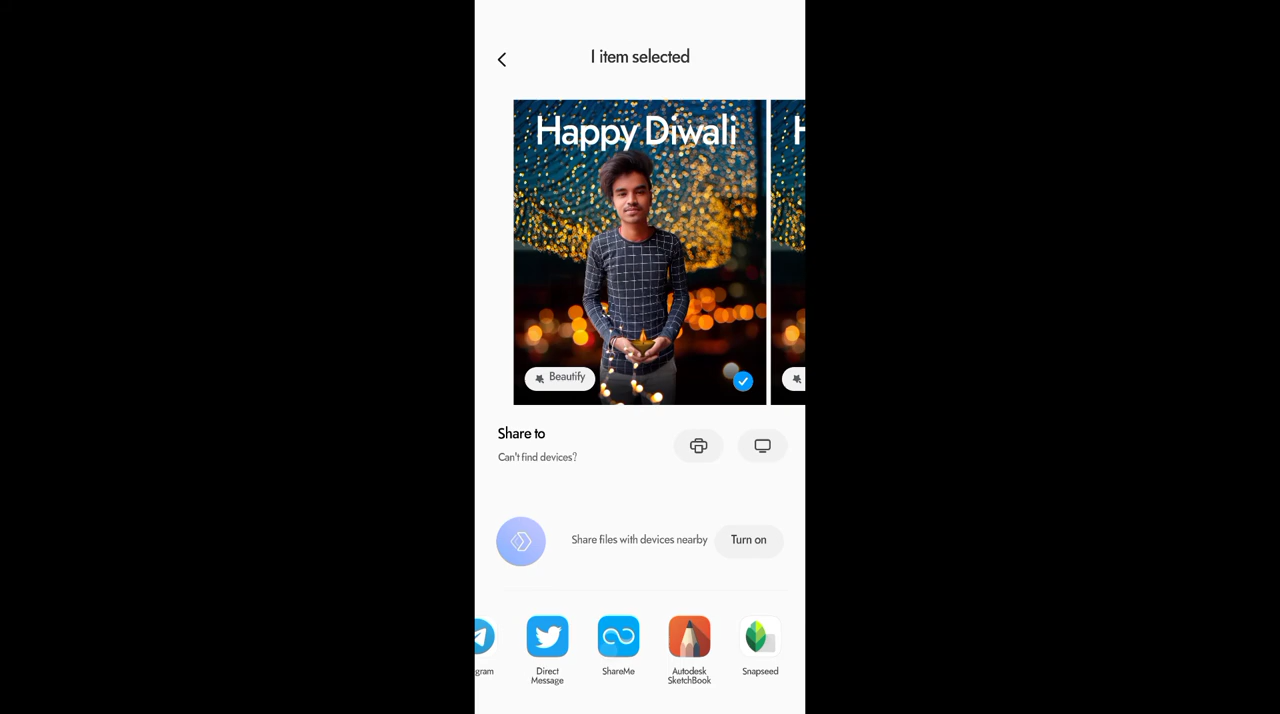 1 item selected
Happy Diwali
H
Beautify
Share to
Can't find devices?
Share files with devices nearby
Turn on
gram
Direct
Message
ShareMe
Autodesk
SketchBook
Snapseed